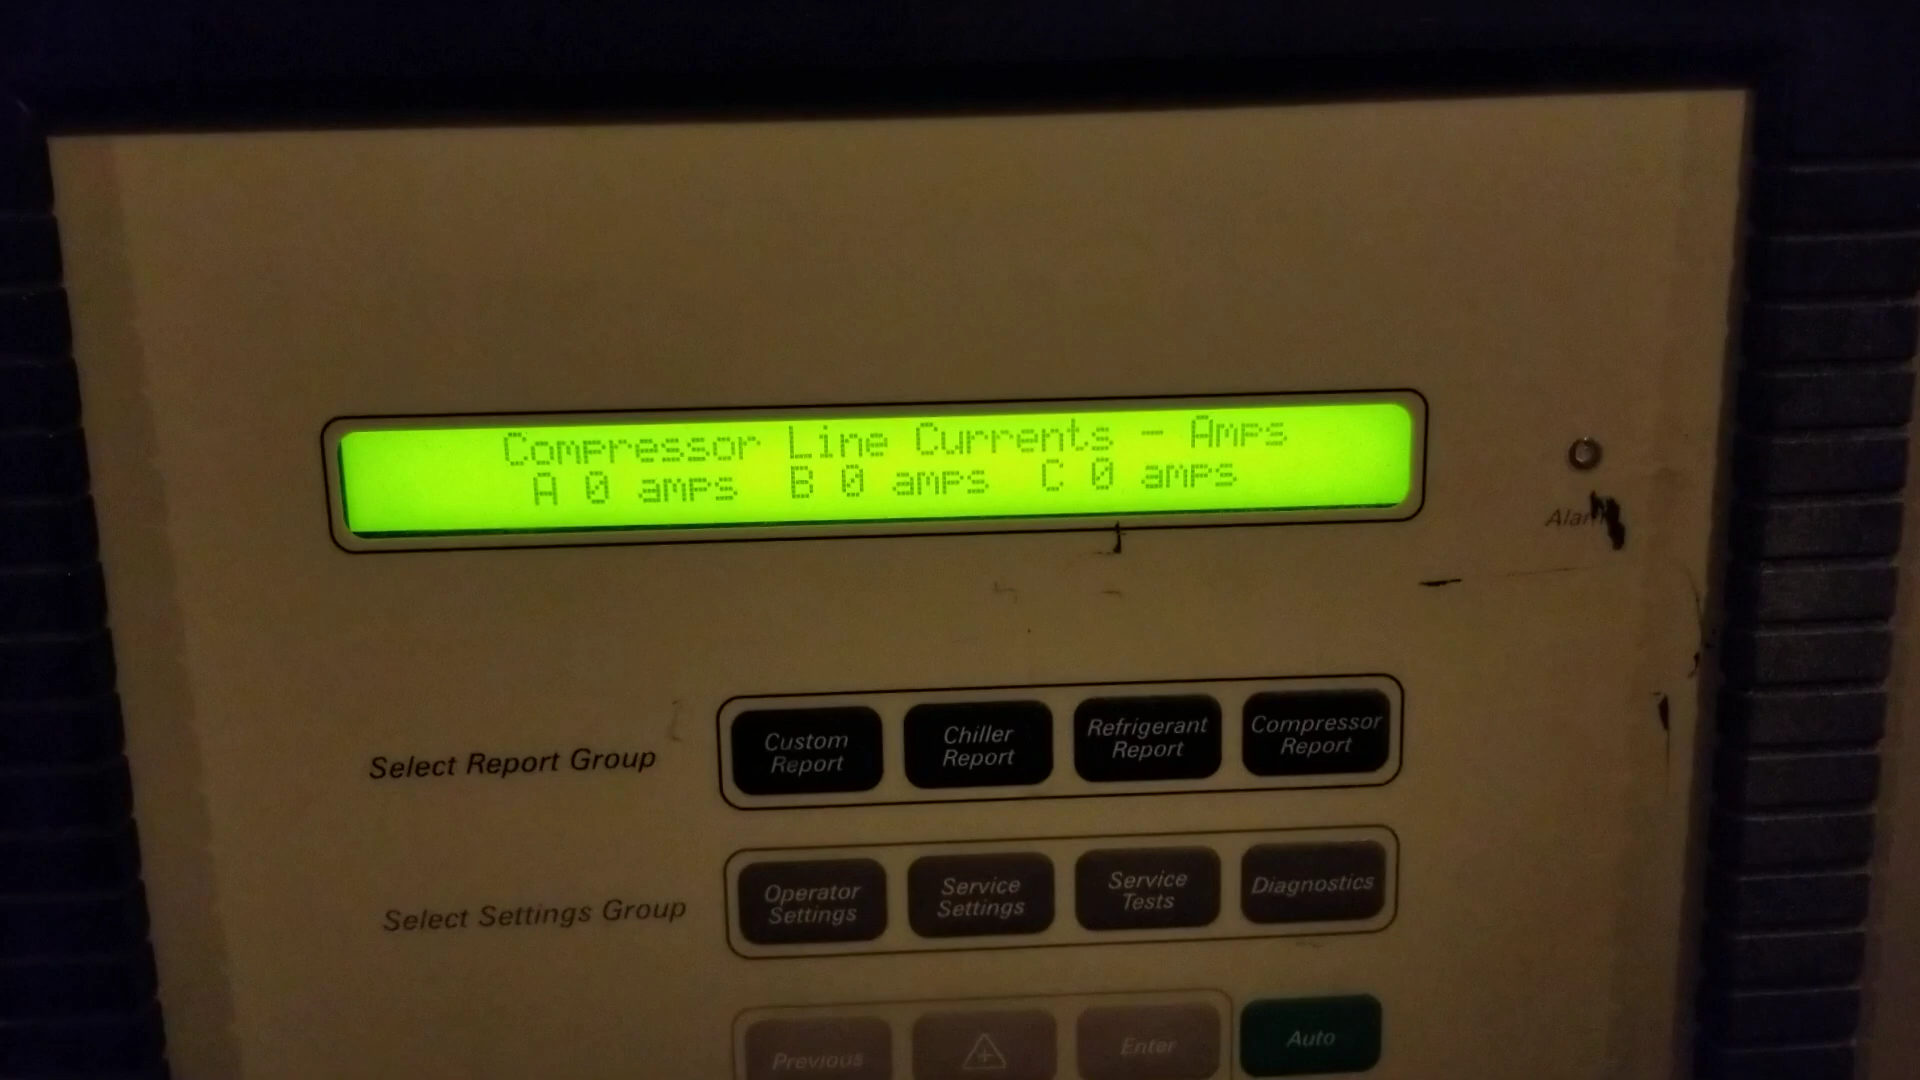 Compressor Line Currents - Amps
A 0 amps B 0 amps C 0 amps
Alarm
Select Report Group
Custom Report
Chiller Report
Refrigerant Report
Compressor Report
Select Settings Group
Operator Settings
Service Settings
Service Tests
Diagnostics
Previous
+
Enter
Auto